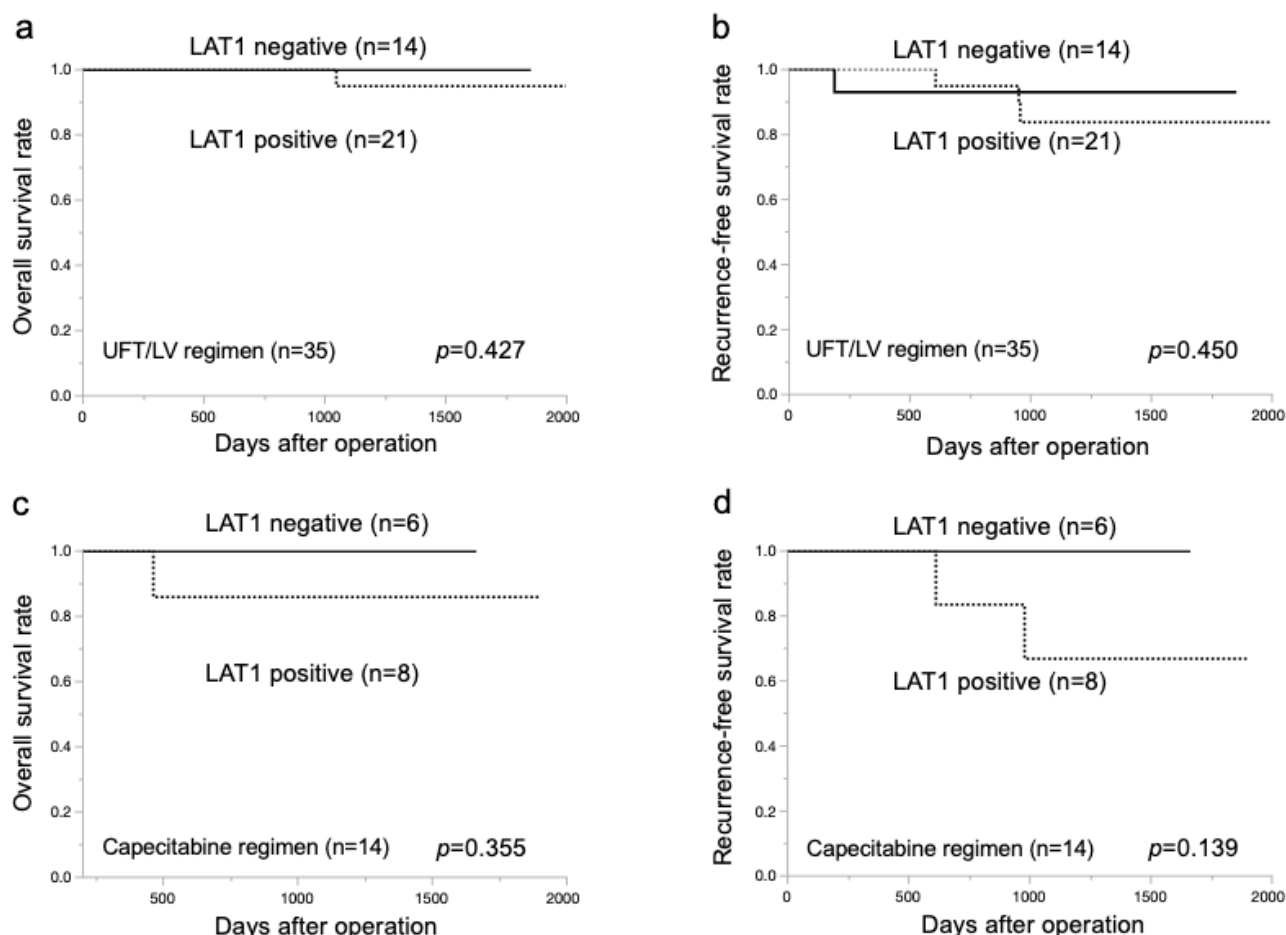 a
LAT1 negative (n=14)
1.0
0.8
0.6
0.4
0.2
0.0
Overall survival rate
LAT1 positive (n=21)
UFT/LV regimen (n=35)
p=0.427
0
500
1000
1500
2000
Days after operation
b
LAT1 negative (n=14)
1.0
0.8
0.6
0.4
0.2
0.0
Recurrence-free survival rate
LAT1 positive (n=21)
UFT/LV regimen (n=35)
p=0.450
0
500
1000
1500
2000
Days after operation
c
LAT1 negative (n=6)
1.0
0.8
0.6
0.4
0.2
0.0
Overall survival rate
LAT1 positive (n=8)
Capecitabine regimen (n=14)
p=0.355
500
1000
1500
2000
Days after operation
d
LAT1 negative (n=6)
1.0
0.8
0.6
0.4
0.2
0.0
Recurrence-free survival rate
LAT1 positive (n=8)
Capecitabine regimen (n=14)
p=0.139
0
500
1000
1500
2000
Days after operation